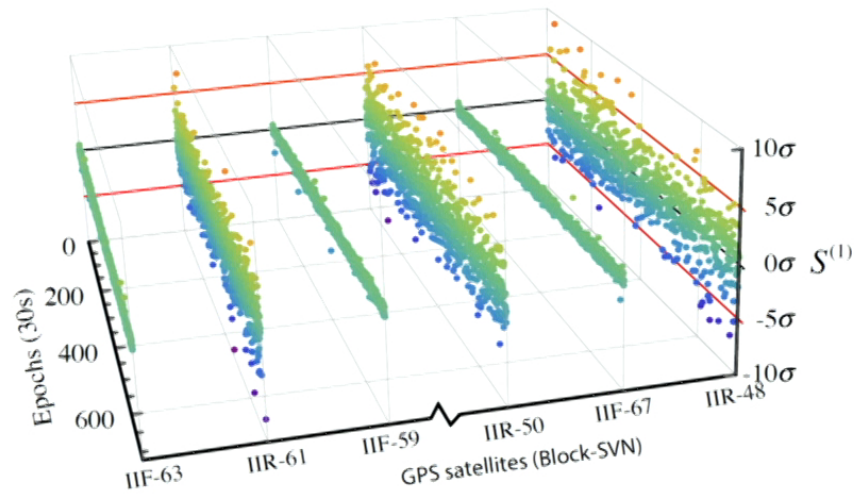 10σ
5σ
0σ S⁽¹⁾
-5σ
-10σ
0
200
400
600
Epochs (30s)
IIF-63
IIR-61
IIF-59
IIR-50
IIF-67
IIR-48
GPS satellites (Block-SVN)